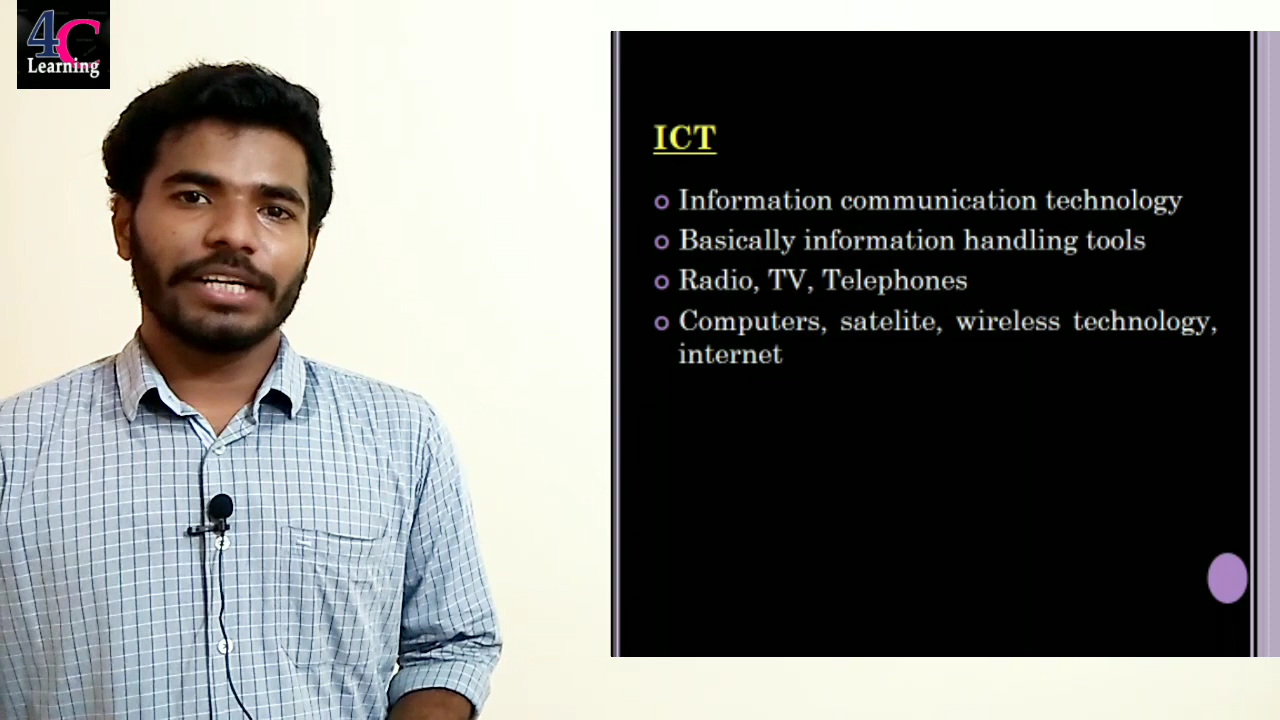 4C
Learning
ICT
Information communication technology
Basically information handling tools
Radio, TV, Telephones
Computers, satelite, wireless technology,
internet